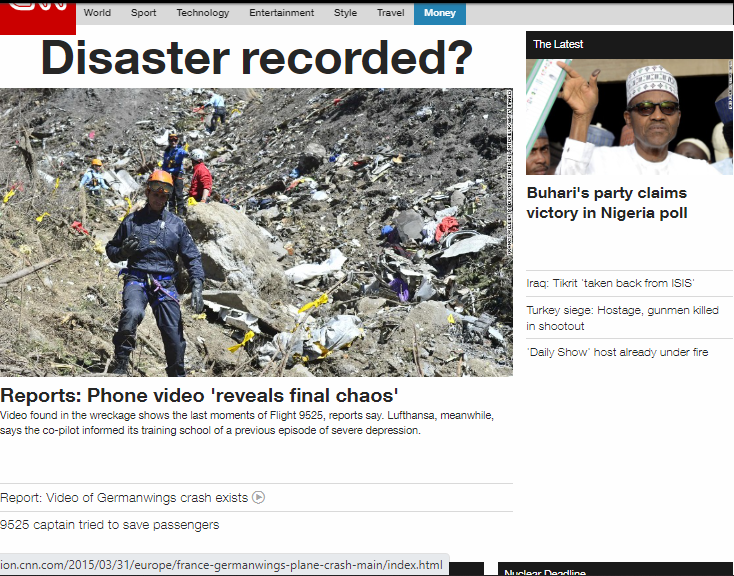 CNN
World Sport Technology Entertainment Style Travel Money
Disaster recorded?
Reports: Phone video 'reveals final chaos'
Video found in the wreckage shows the last moments of Flight 9525, reports say. Lufthansa, meanwhile,
says the co-pilot informed its training school of a previous episode of severe depression.
Report: Video of Germanwings crash exists
9525 captain tried to save passengers
ion.cnn.com/2015/03/31/europe/france-germanwings-plane-crash-main/index.html
The Latest
Buhari's party claims
victory in Nigeria poll
Iraq: Tikrit 'taken back from ISIS'
Turkey siege: Hostage, gunmen killed
in shootout
'Daily Show' host already under fire
Nuclear Deadline